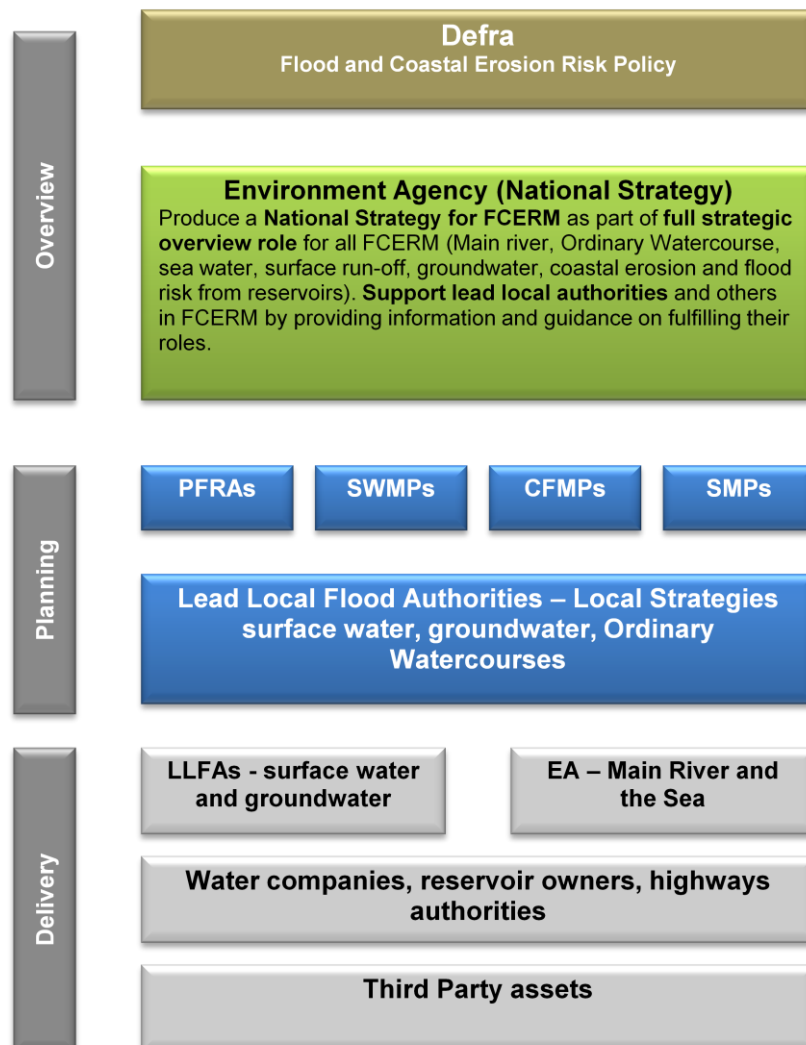 Overview
Defra
Flood and Coastal Erosion Risk Policy
Environment Agency (National Strategy)
Produce a National Strategy for FCERM as part of full strategic
overview role for all FCERM (Main river, Ordinary Watercourse,
sea water, surface run-off, groundwater, coastal erosion and flood
risk from reservoirs). Support lead local authorities and others
in FCERM by providing information and guidance on fulfilling their
roles.
Planning
PFRAs
SWMPs
CFMPs
SMPs
Lead Local Flood Authorities – Local Strategies
surface water, groundwater, Ordinary
Watercourses
Delivery
LLFAs - surface water
and groundwater
EA – Main River and
the Sea
Water companies, reservoir owners, highways
authorities
Third Party assets